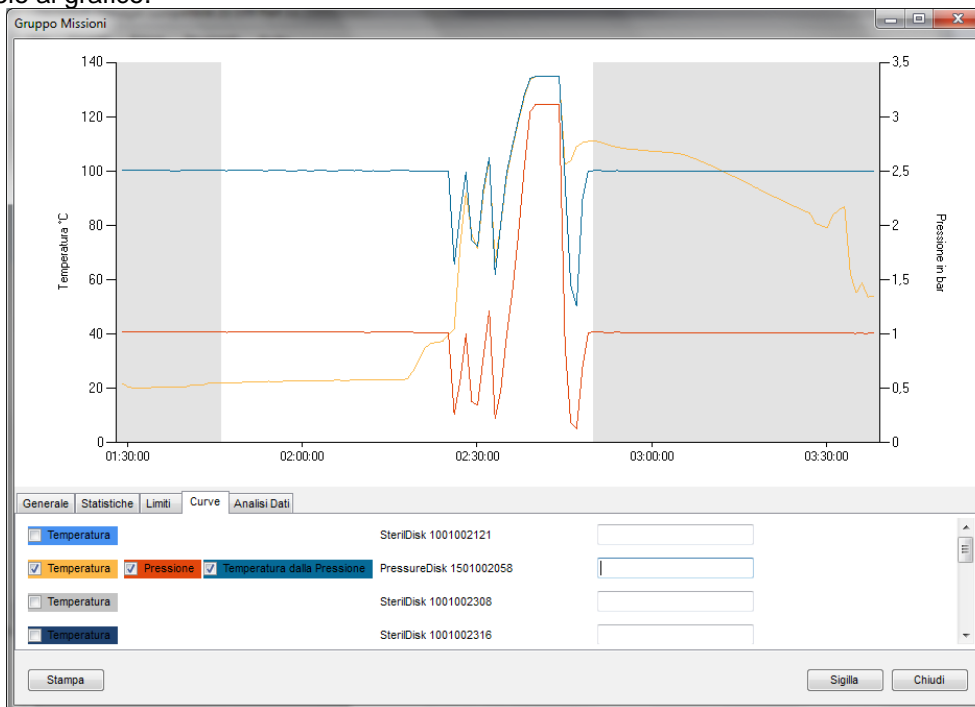 Gruppo Missioni
140
120
100
80
60
40
20
0
Temperatura °C
3,5
3
2,5
2
1,5
1
0,5
0
Pressione in bar
01:30:00 02:00:00 02:30:00 03:00:00 03:30:00
Generale Statistiche Limiti Curve Analisi Dati
Temperatura SterilDisk 1001002121
Temperatura Pressione Temperatura dalla Pressione PressureDisk 1501002058
Temperatura SterilDisk 1001002308
Temperatura SterilDisk 1001002316
Stampa Sigilla Chiudi